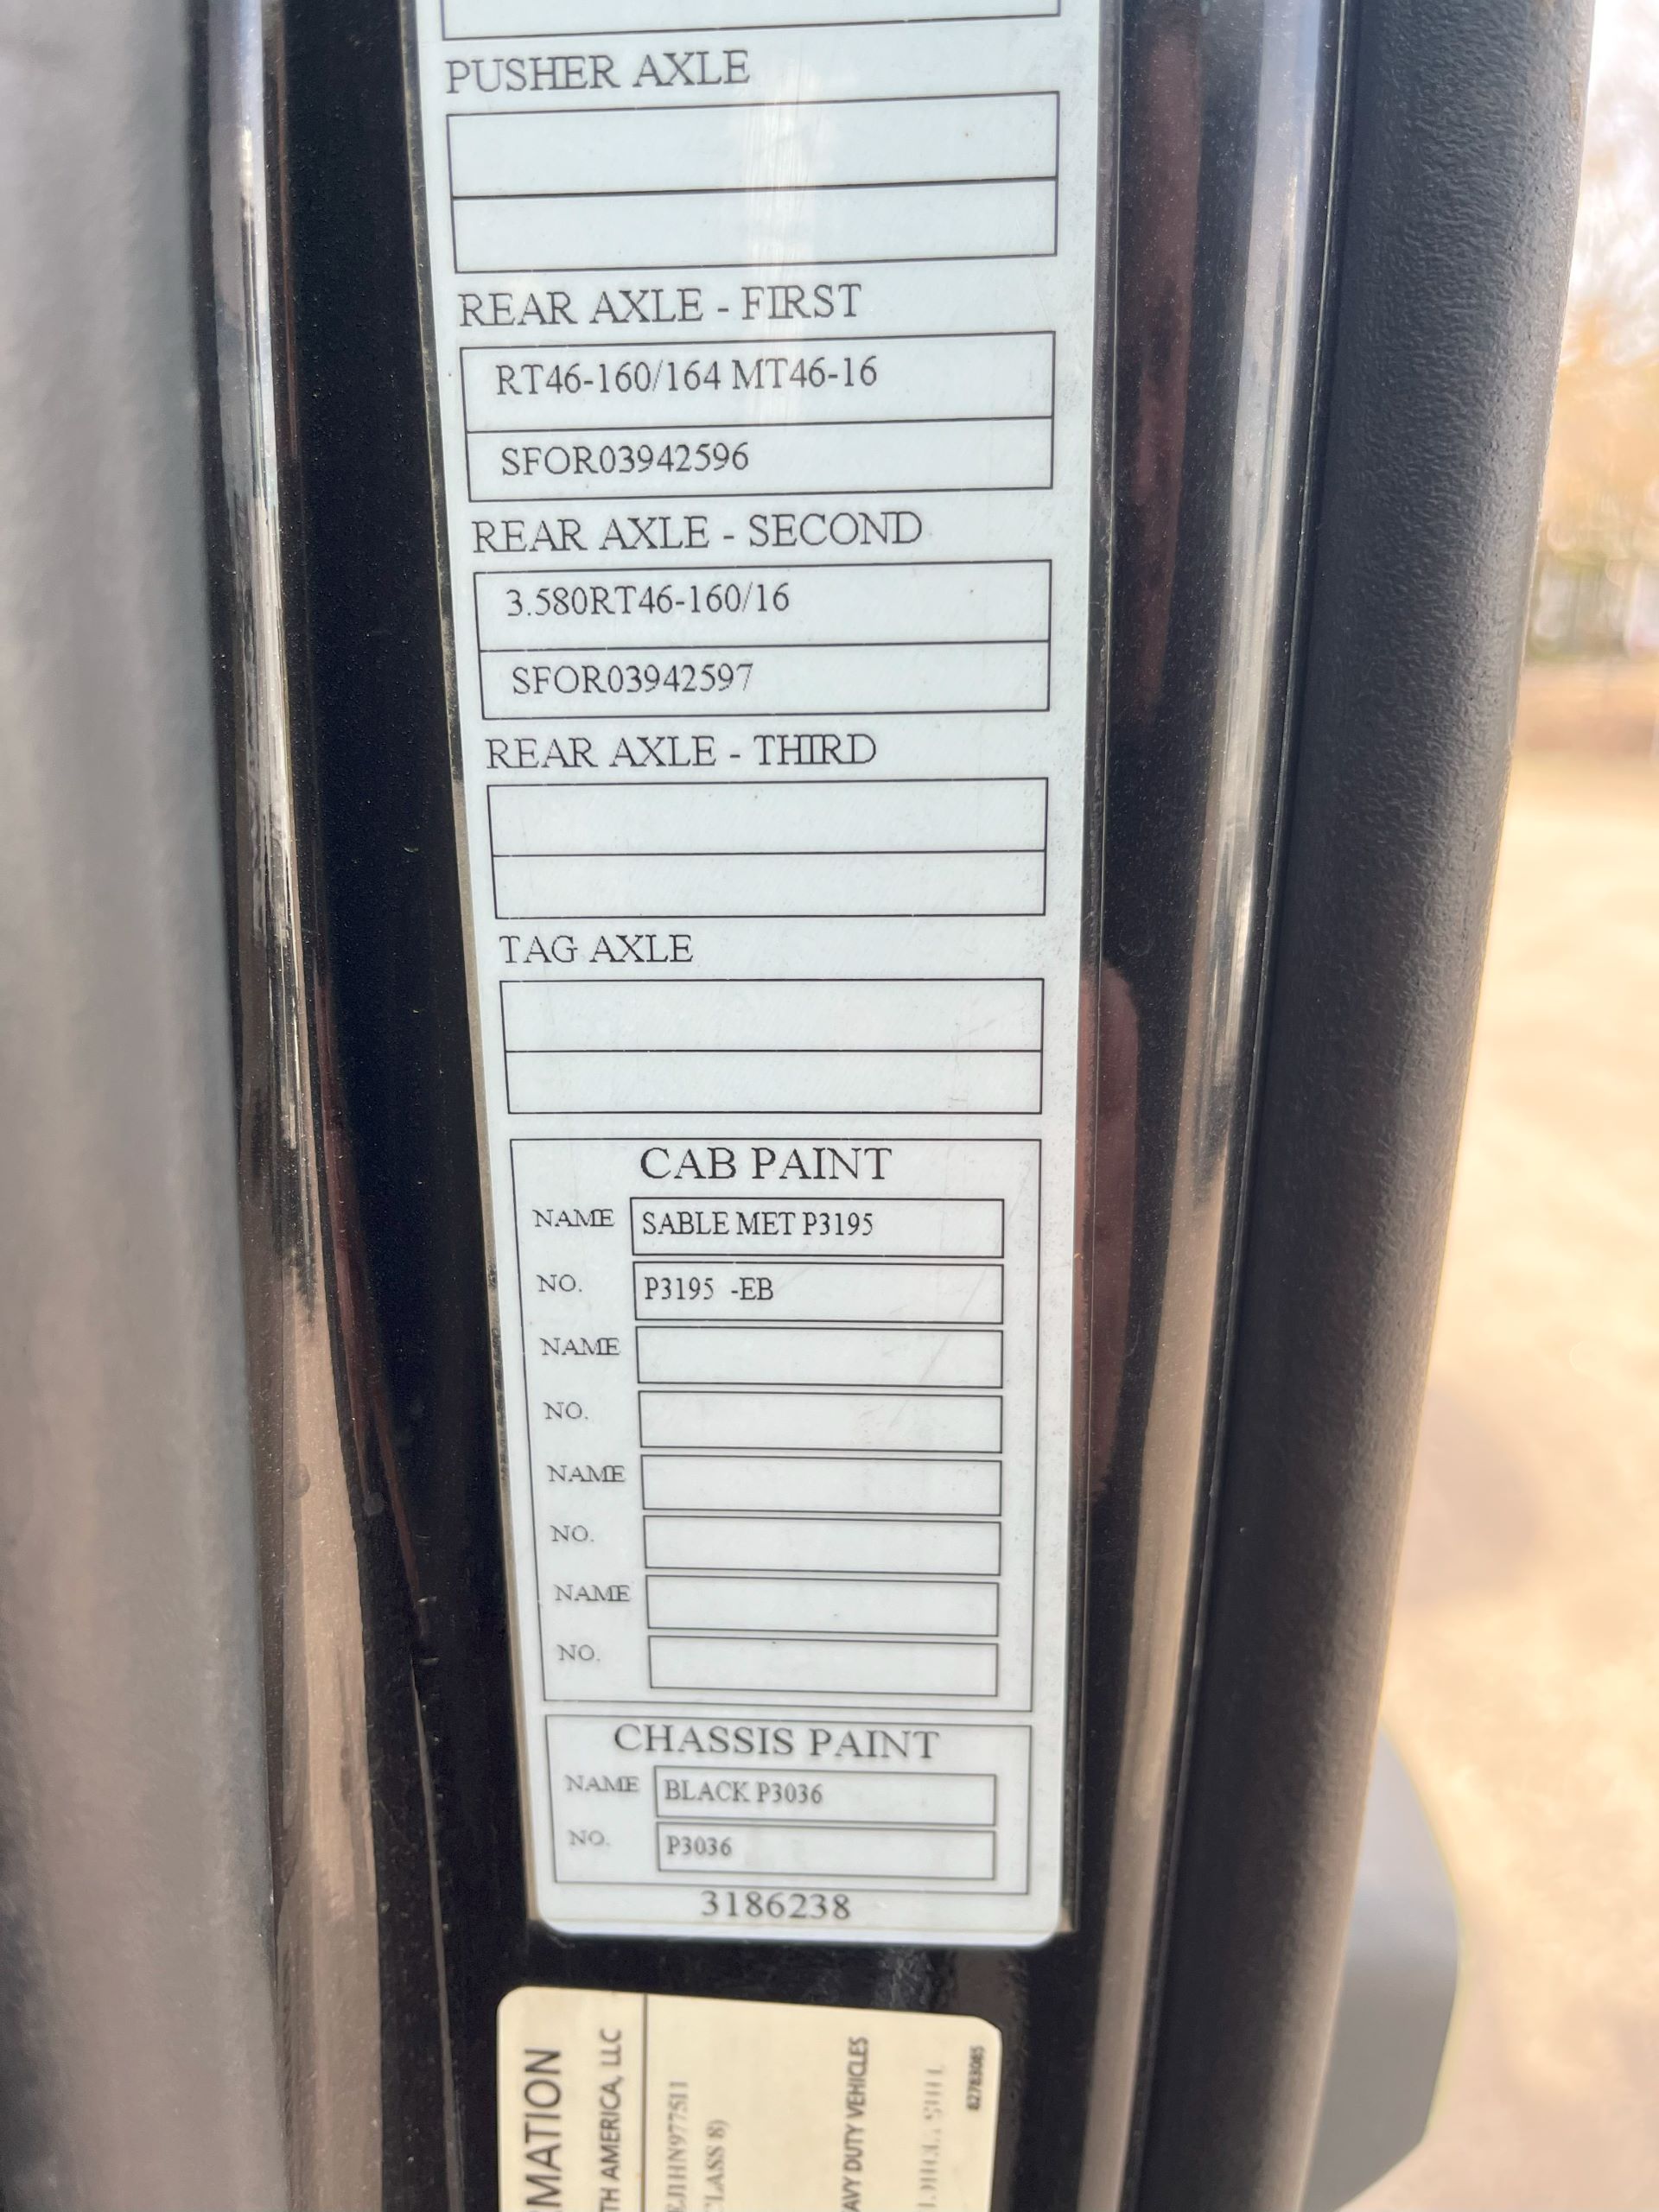 PUSHER AXLE
REAR AXLE - FIRST
RT46-160/164 MT46-16
SFOR03942596
REAR AXLE - SECOND
3.580RT46-160/16
SFOR03942597
REAR AXLE - THIRD
TAG AXLE
CAB PAINT
NAME SABLE MET P3195
NO. P3195 -EB
NAME
NO.
NAME
NO.
NAME
NO.
CHASSIS PAINT
NAME BLACK P3036
NO. P3036
3186238
RMATION
TH AMERICA, LLC
CLASS 8)
AVY DUTY VEHICLES
82783085